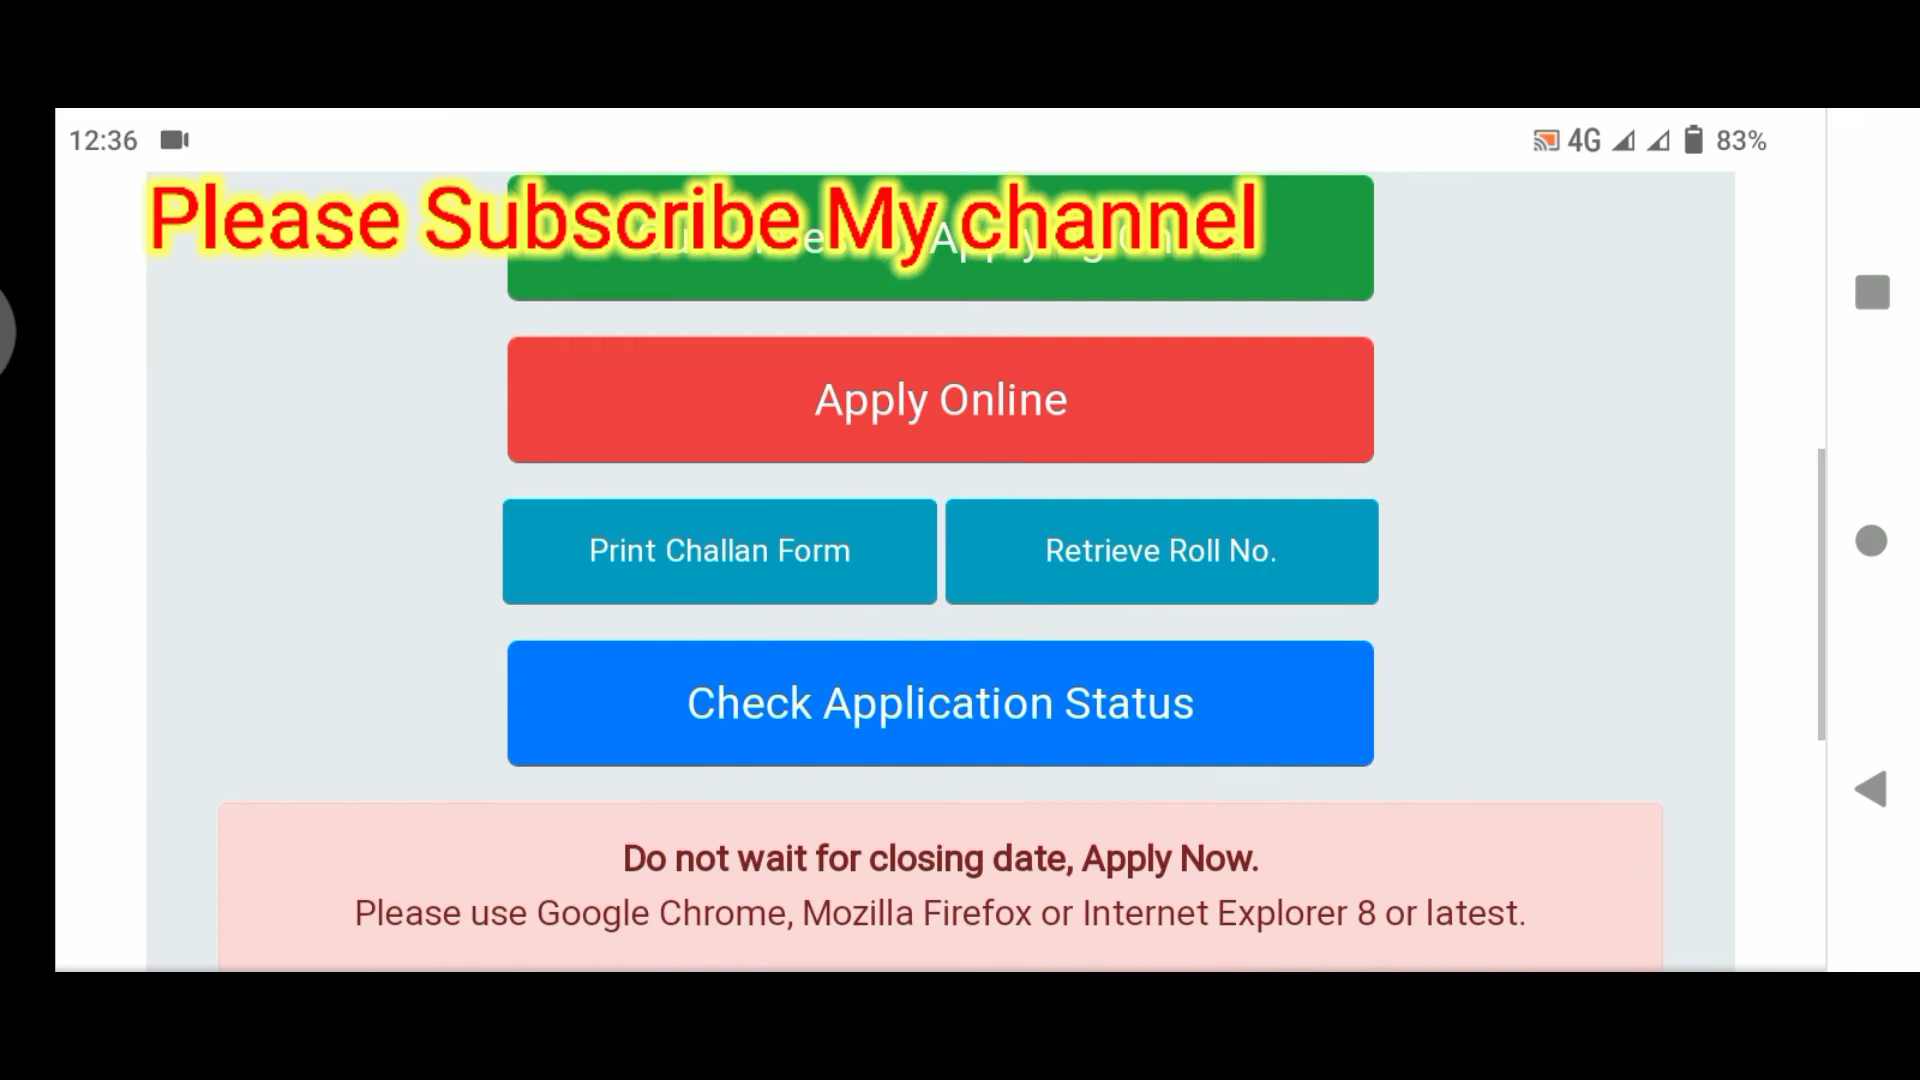 12:36
4G 83%
Please Subscribe My channel
Apply Online
Print Challan Form
Retrieve Roll No.
Check Application Status
Do not wait for closing date, Apply Now.
Please use Google Chrome, Mozilla Firefox or Internet Explorer 8 or latest.